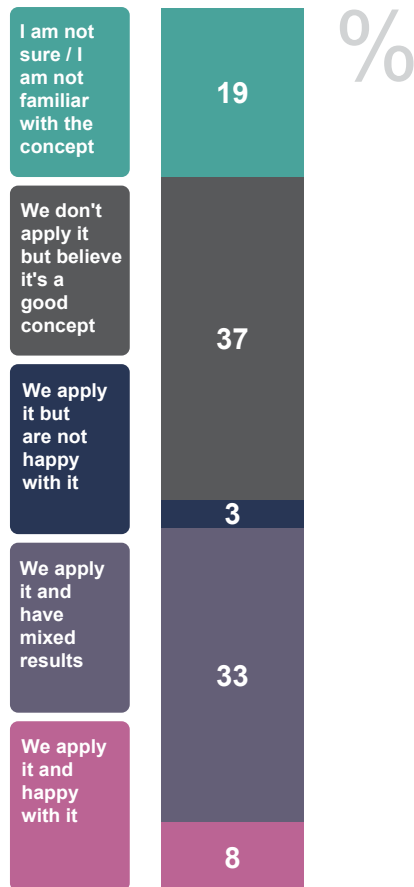 I am not
sure / I
am not
familiar
with the
concept
We don't
apply it
but believe
it's a
good
concept
We apply
it but
are not
happy
with it
We apply
it and
have
mixed
results
We apply
it and
happy
with it
19
37
3
33
8
%